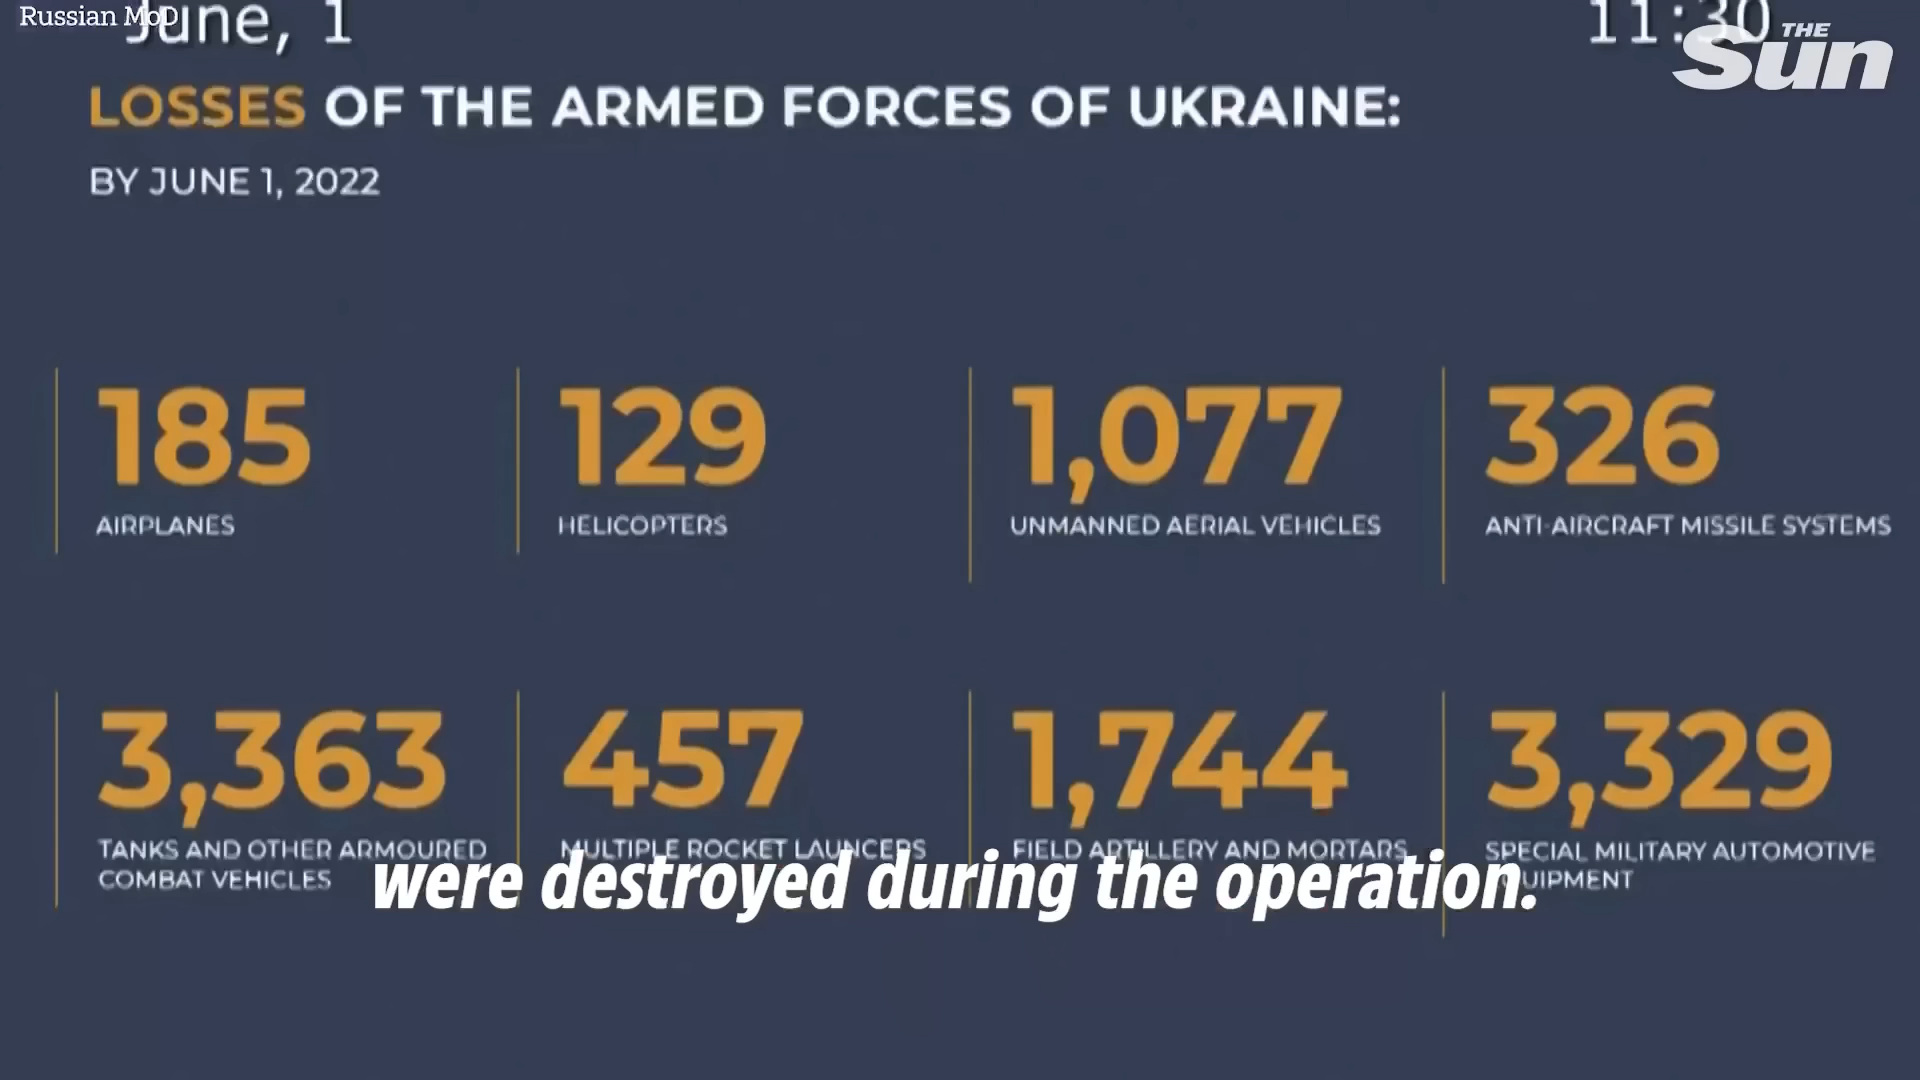 Russian MoD
June, 1
11:30
THE
Sun
LOSSES OF THE ARMED FORCES OF UKRAINE:
BY JUNE 1, 2022
185
AIRPLANES
129
HELICOPTERS
1,077
UNMANNED AERIAL VEHICLES
326
ANTI-AIRCRAFT MISSILE SYSTEMS
3,363
TANKS AND OTHER ARMOURED
COMBAT VEHICLES
457
MULTIPLE ROCKET LAUNCERS
1,744
FIELD ARTILLERY AND MORTARS
3,329
SPECIAL MILITARY AUTOMOTIVE
EQUIPMENT
were destroyed during the operation.